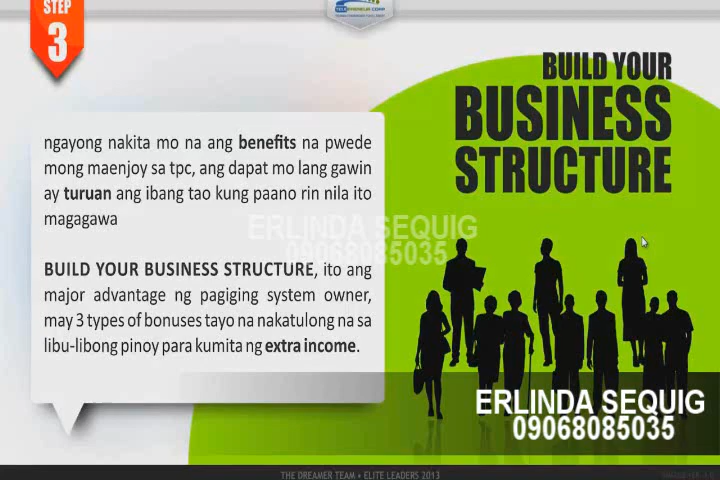 STEP
3
TELEPRENEUR CORP
BUILD YOUR
BUSINESS
STRUCTURE
ngayong nakita mo na ang benefits na pwede
mong maenjoy sa tpc, ang dapat mo lang gawin
ay turuan ang ibang tao kung paano rin nila ito
magagawa
BUILD YOUR BUSINESS STRUCTURE, ito ang
major advantage ng pagiging system owner,
may 3 types of bonuses tayo na nakatulong na sa
libu-libong pinoy para kumita ng extra income.
ERLINDA SEQUIG
09068085035
ERLINDA SEQUIG
09068085035
THE DREAMER TEAM • ELITE LEADERS 2013